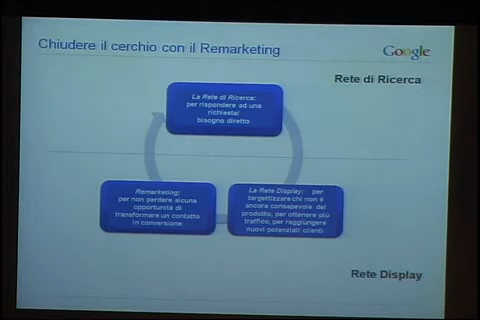 Chiudere il cerchio con il Remarketing
Google
Rete di Ricerca
La Rete di Ricerca:
per rispondere ad una
richiesta/
bisogno diretto
Remarketing:
per non perdere alcuna
opportunità di
transformare un contatto
in conversione
La Rete Display: per
targettizzare chi non è
ancora consapevole del
prodotto, per ottenere più
traffico, per raggiungere
nuovi potenziali clienti
Rete Display